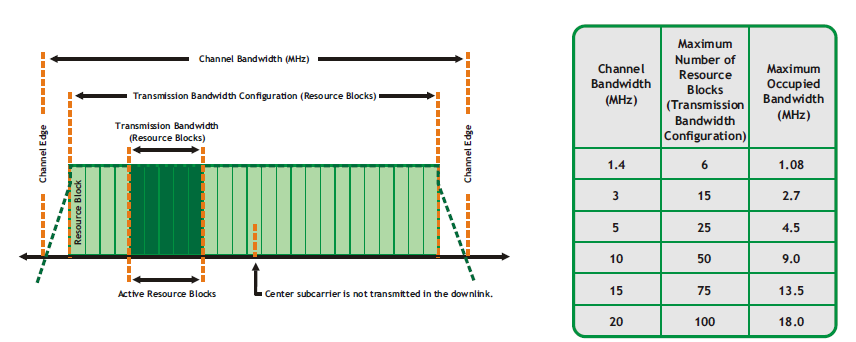 Channel Bandwidth (MHz)
Transmission Bandwidth Configuration (Resource Blocks)
Transmission Bandwidth
(Resource Blocks)
Channel Edge
Channel Edge
Resource Block
Active Resource Blocks
Center subcarrier is not transmitted in the downlink.
Channel
Bandwidth
(MHz)
Maximum
Number of
Resource
Blocks
(Transmission
Bandwidth
Configuration)
Maximum
Occupied
Bandwidth
(MHz)
1.4 6 1.08
3 15 2.7
5 25 4.5
10 50 9.0
15 75 13.5
20 100 18.0